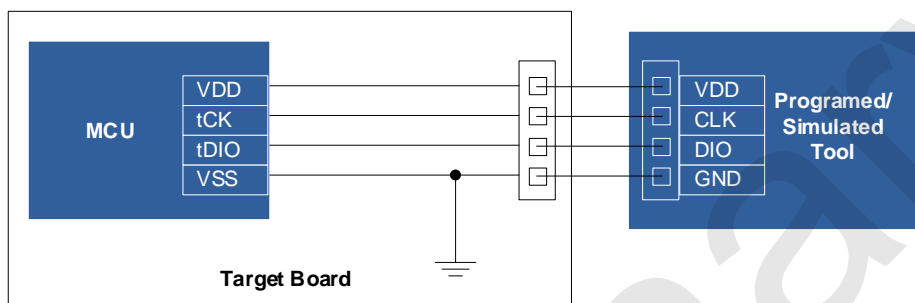 MCU
VDD
tCK
tDIO
VSS
VDD
CLK
DIO
GND
Programed/
Simulated
Tool
Target Board